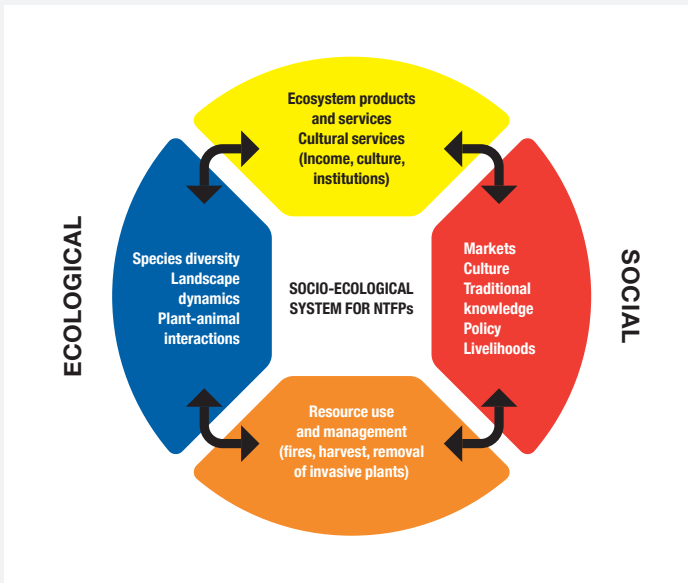 Ecosystem products
and services
Cultural services
(Income, culture,
institutions)
ECOLOGICAL
Species diversity
Landscape
dynamics
Plant-animal
interactions
SOCIO-ECOLOGICAL
SYSTEM FOR NTFPs
Markets
Culture
Traditional
knowledge
Policy
Livelihoods
SOCIAL
Resource use
and management
(fires, harvest, removal
of invasive plants)